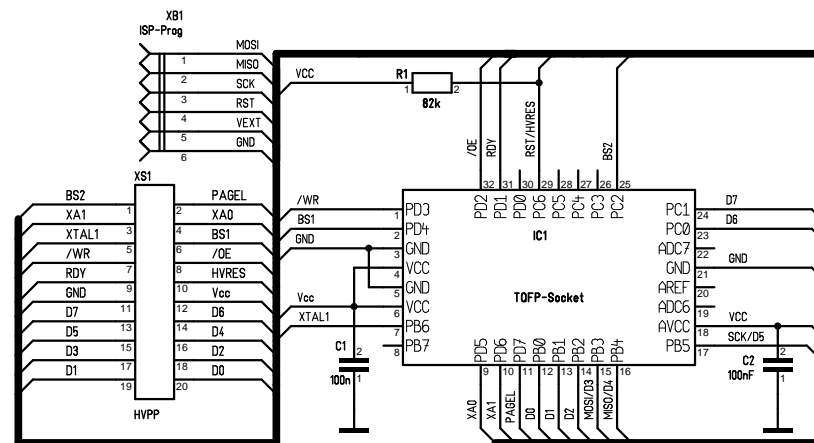 XB1
ISP-Prog
MOSI
1
MISO
2
SCK
3
RST
4
VEXT
5
GND
6
VCC
R1
1
2
82k
/OE
RDY
RST/HVRES
BS2
XS1
BS2 1 2 PAGEL
XA1 3 4 XA0
XTAL1 5 6 BS1
/WR 7 8 /OE
RDY 9 10 HVRES
GND 11 12 Vcc
D7 13 14 D6
D5 15 16 D4
D3 17 18 D2
D1 19 20 D0
HVPP
32 31 30 29 28 27 26 25
PD2 PD1 PD0 PC6 PC5 PC4 PC3 PC2
/WR 1 PD3
BS1 2 PD4
GND 3 GND
4 VCC
5 GND
Vcc 6 VCC
XTAL1 7 PB6
8 PB7
IC1
TQFP-Socket
PC1 24 D7
PC0 23 D6
ADC7 22
GND 21 GND
AREF 20
ADC6 19
AVCC 18 VCC
PB5 17 SCK/D5
PD5 PD6 PD7 PB0 PB1 PB2 PB3 PB4
9 10 11 12 13 14 15 16
XA0
XA1
PAGEL
D0
D1
D2
MOSI/D3
MISO/D4
C1
2
100n
1
2
C2
100nF
1